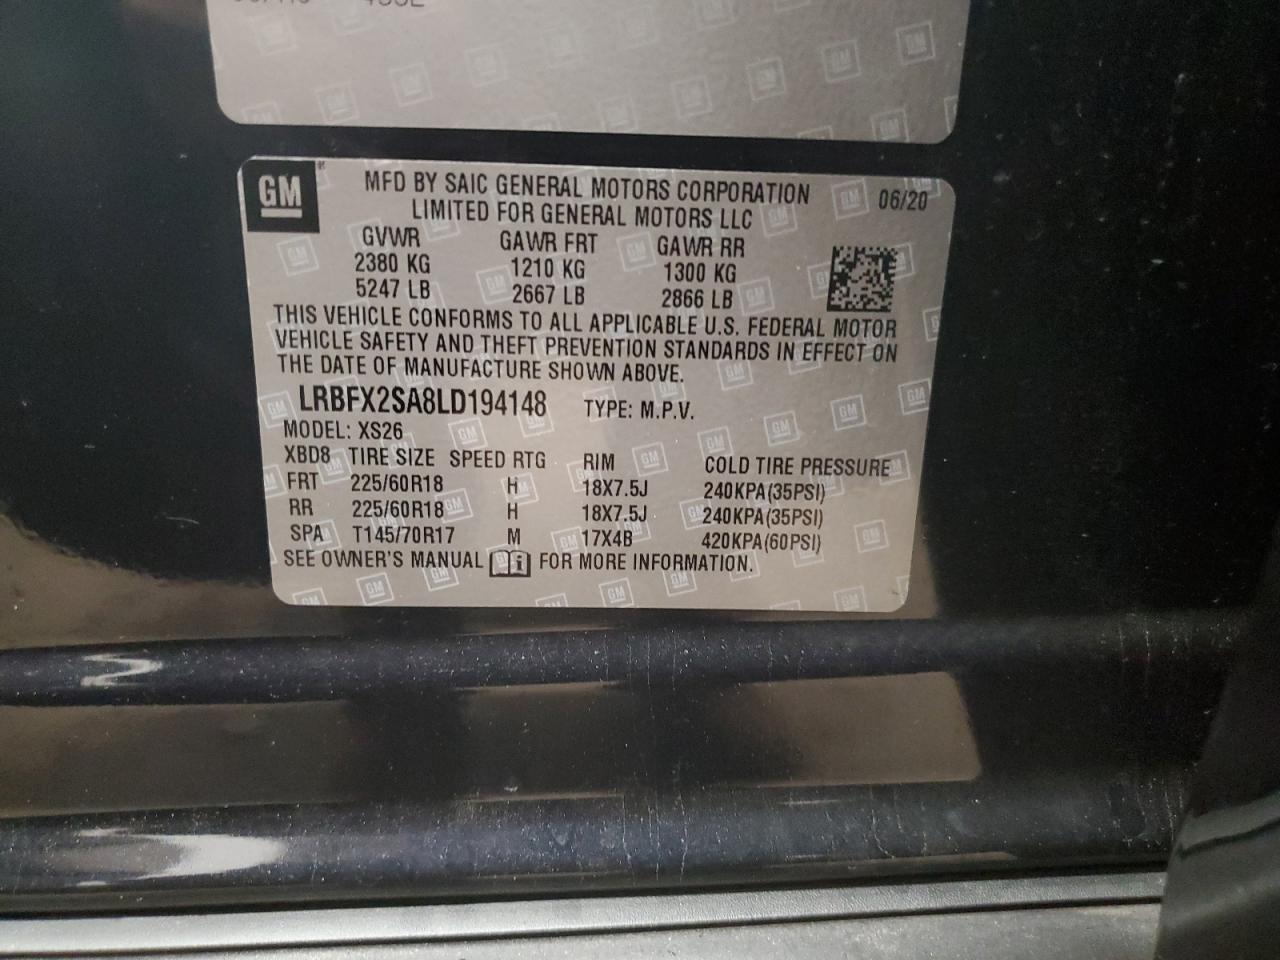 GM
MFD BY SAIC GENERAL MOTORS CORPORATION
LIMITED FOR GENERAL MOTORS LLC
06/20
GVWR GAWR FRT GAWR RR
2380 KG 1210 KG 1300 KG
5247 LB 2667 LB 2866 LB
THIS VEHICLE CONFORMS TO ALL APPLICABLE U.S. FEDERAL MOTOR
VEHICLE SAFETY AND THEFT PREVENTION STANDARDS IN EFFECT ON
THE DATE OF MANUFACTURE SHOWN ABOVE.
LRBFX2SA8LD194148 TYPE: M.P.V.
MODEL: XS26
XBD8 TIRE SIZE SPEED RTG RIM COLD TIRE PRESSURE
FRT 225/60R18 H 18X7.5J 240KPA(35PSI)
RR 225/60R18 H 18X7.5J 240KPA(35PSI)
SPA T145/70R17 M 17X4B 420KPA(60PSI)
SEE OWNER'S MANUAL FOR MORE INFORMATION.